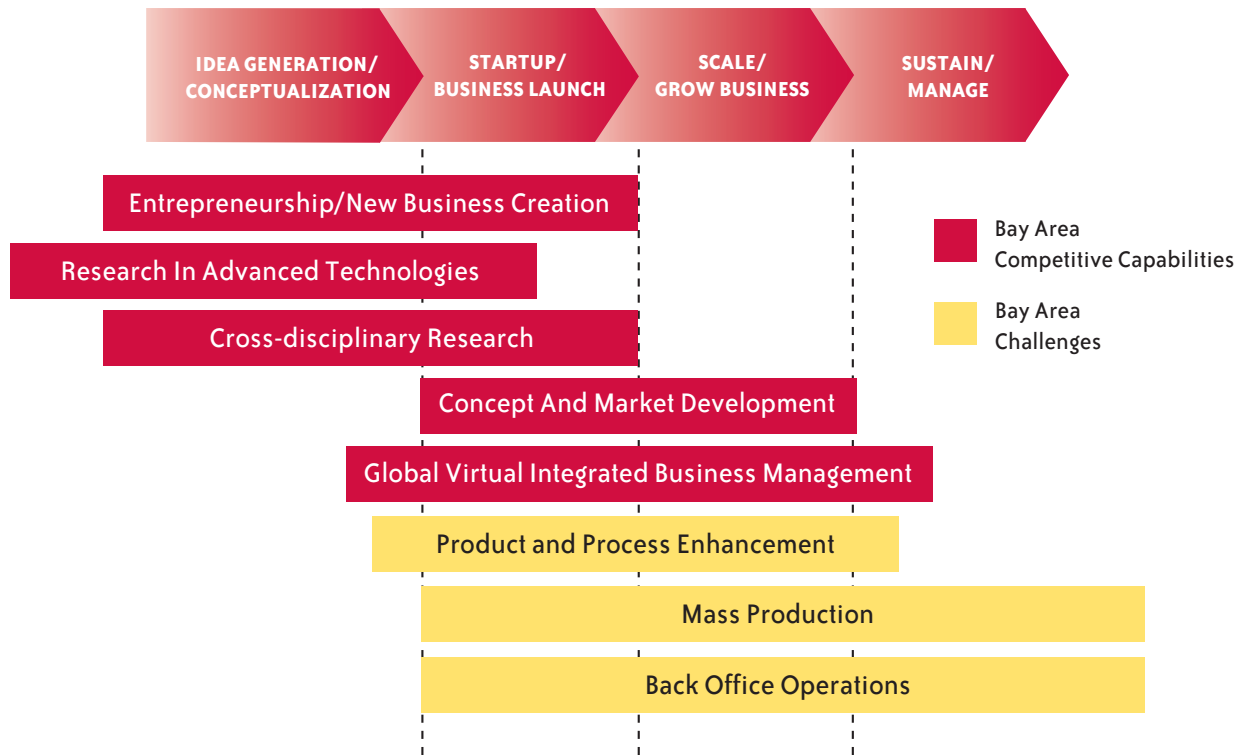 IDEA GENERATION/
CONCEPTUALIZATION
STARTUP/
BUSINESS LAUNCH
SCALE/
GROW BUSINESS
SUSTAIN/
MANAGE
Entrepreneurship/New Business Creation
Research In Advanced Technologies
Cross-disciplinary Research
Concept And Market Development
Global Virtual Integrated Business Management
Product and Process Enhancement
Mass Production
Back Office Operations
Bay Area
Competitive Capabilities
Bay Area
Challenges